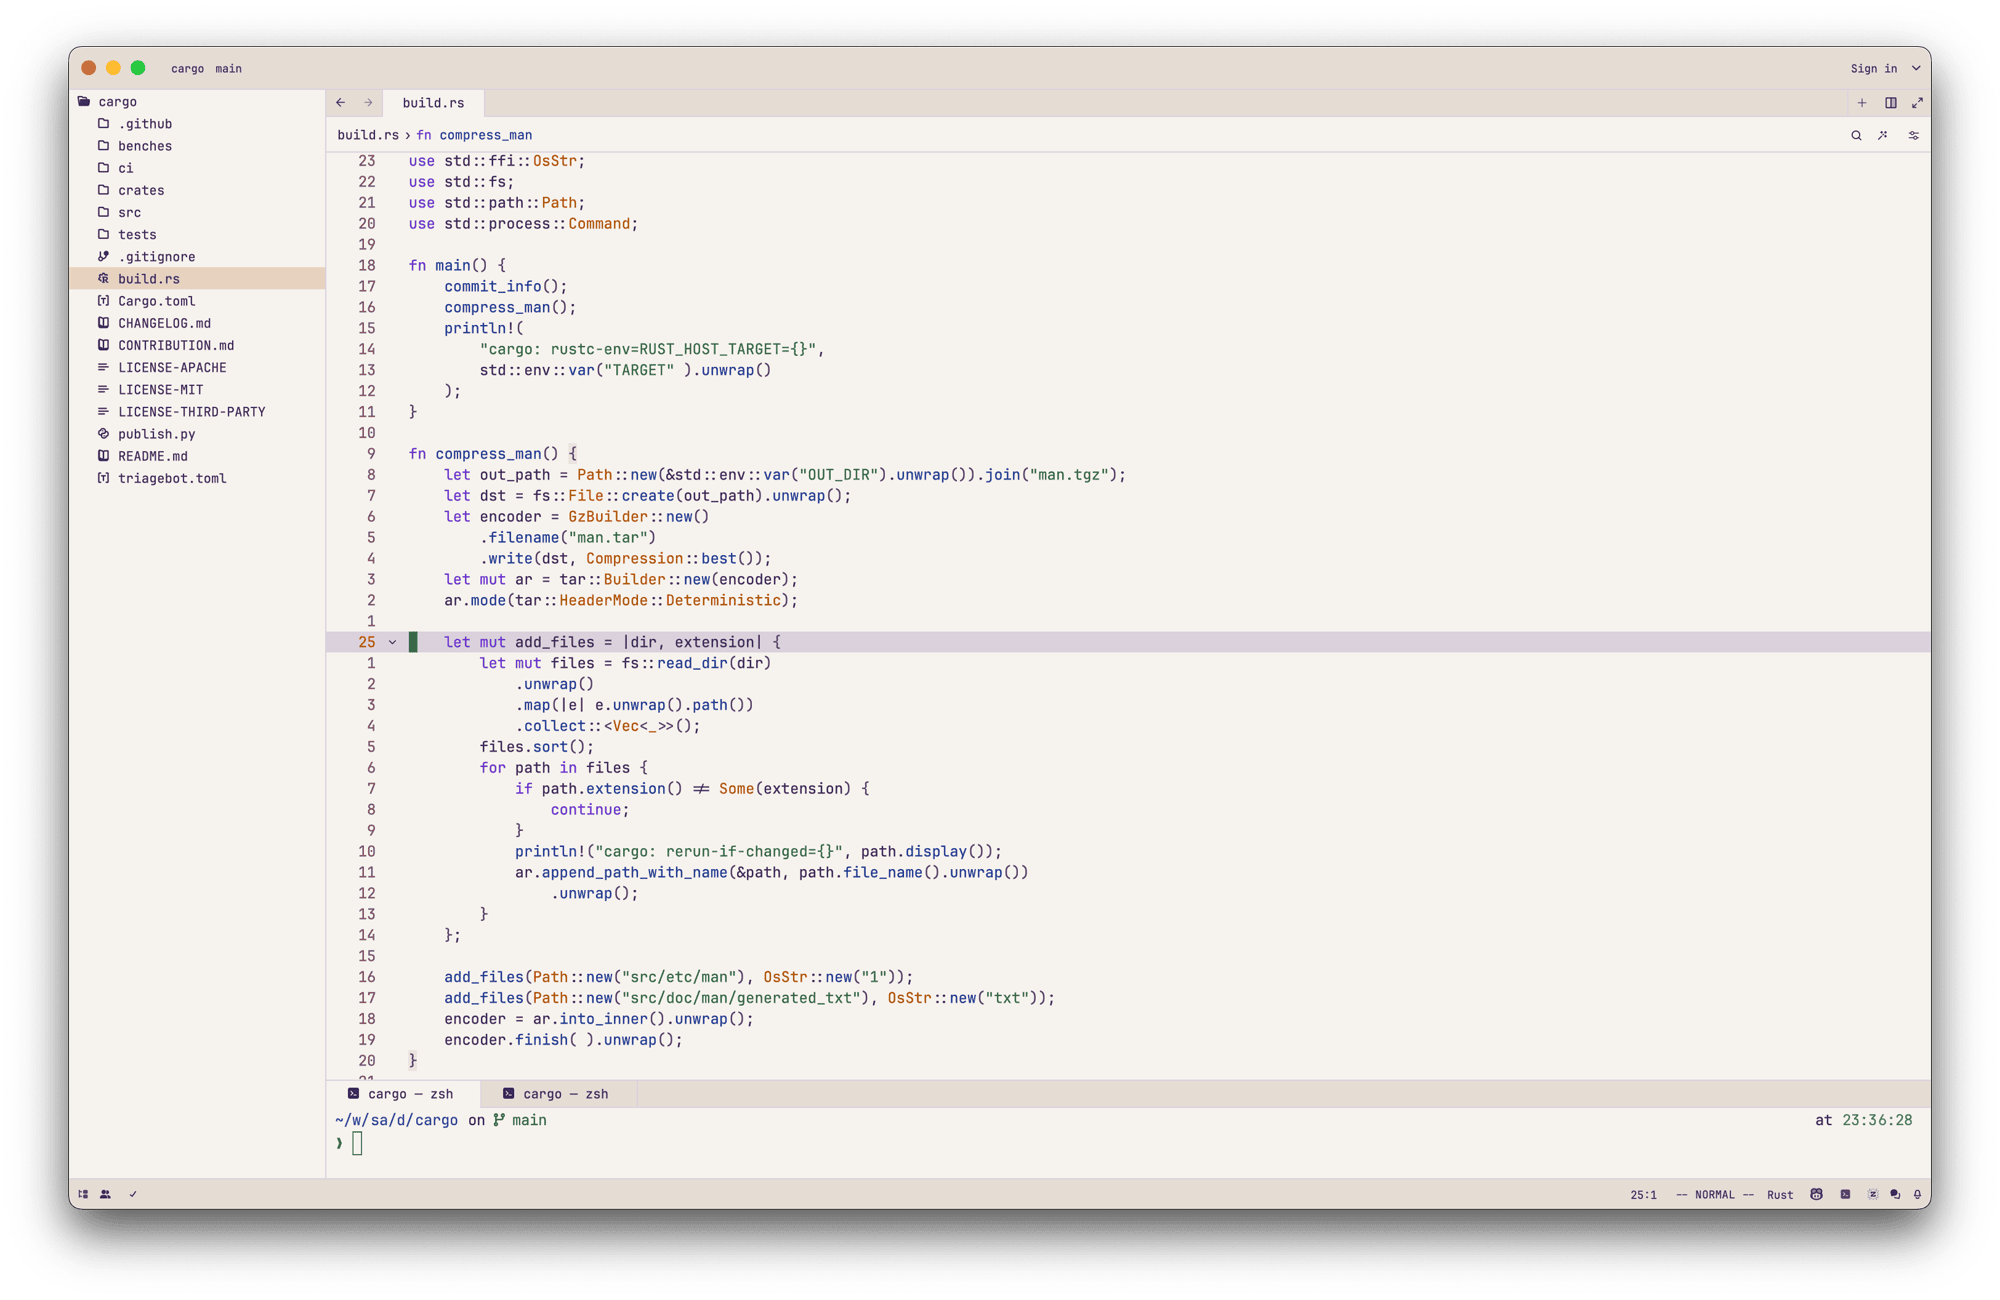 cargo main
Sign in
cargo
.github
benches
ci
crates
src
tests
.gitignore
build.rs
Cargo.toml
CHANGELOG.md
CONTRIBUTION.md
LICENSE-APACHE
LICENSE-MIT
LICENSE-THIRD-PARTY
publish.py
README.md
triagebot.toml
build.rs
build.rs › fn compress_man
23 use std::ffi::OsStr;
22 use std::fs;
21 use std::path::Path;
20 use std::process::Command;
19
18 fn main() {
17     commit_info();
16     compress_man();
15     println!(
14         "cargo: rustc-env=RUST_HOST_TARGET={}",
13         std::env::var("TARGET" ).unwrap()
12     );
11 }
10
9 fn compress_man() {
8     let out_path = Path::new(&std::env::var("OUT_DIR").unwrap()).join("man.tgz");
7     let dst = fs::File::create(out_path).unwrap();
6     let encoder = GzBuilder::new()
5         .filename("man.tar")
4         .write(dst, Compression::best());
3     let mut ar = tar::Builder::new(encoder);
2     ar.mode(tar::HeaderMode::Deterministic);
1
25     let mut add_files = |dir, extension| {
1         let mut files = fs::read_dir(dir)
2             .unwrap()
3             .map(|e| e.unwrap().path())
4             .collect::<Vec<_>>();
5         files.sort();
6         for path in files {
7             if path.extension() != Some(extension) {
8                 continue;
9             }
10             println!("cargo: rerun-if-changed={}", path.display());
11             ar.append_path_with_name(&path, path.file_name().unwrap())
12                 .unwrap();
13         }
14     };
15
16     add_files(Path::new("src/etc/man"), OsStr::new("1"));
17     add_files(Path::new("src/doc/man/generated_txt"), OsStr::new("txt"));
18     encoder = ar.into_inner().unwrap();
19     encoder.finish( ).unwrap();
20 }
21
cargo — zsh
cargo — zsh
~/w/sa/d/cargo on main
at 23:36:28
❯
25:1 -- NORMAL -- Rust